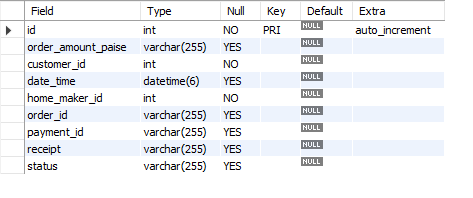 Field Type Null Key Default Extra
id int NO PRI NULL auto_increment
order_amount_paise varchar(255) YES NULL
customer_id int NO NULL
date_time datetime(6) YES NULL
home_maker_id int NO NULL
order_id varchar(255) YES NULL
payment_id varchar(255) YES NULL
receipt varchar(255) YES NULL
status varchar(255) YES NULL